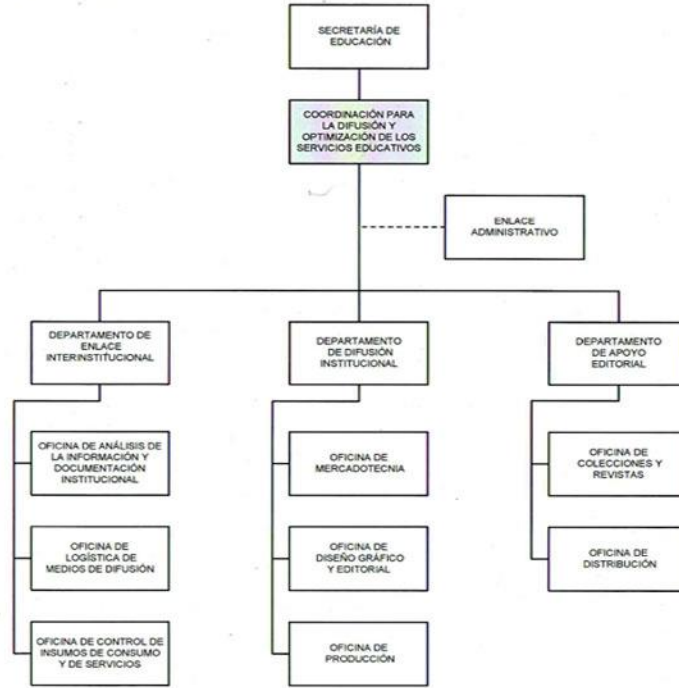 SECRETARÍA DE
EDUCACIÓN
COORDINACIÓN PARA
LA DIFUSIÓN Y
OPTIMIZACIÓN DE LOS
SERVICIOS EDUCATIVOS
ENLACE
ADMINISTRATIVO
DEPARTAMENTO DE
ENLACE
INTERINSTITUCIONAL
DEPARTAMENTO
DE DIFUSIÓN
INSTITUCIONAL
DEPARTAMENTO
DE APOYO
EDITORIAL
OFICINA DE ANÁLISIS DE
LA INFORMACIÓN Y
DOCUMENTACIÓN
INSTITUCIONAL
OFICINA DE
MERCADOTECNIA
OFICINA DE
COLECCIONES Y
REVISTAS
OFICINA DE
LOGÍSTICA DE
MEDIOS DE DIFUSIÓN
OFICINA DE
DISEÑO GRÁFICO
Y EDITORIAL
OFICINA DE
DISTRIBUCIÓN
OFICINA DE CONTROL DE
INSUMOS DE CONSUMO
Y DE SERVICIOS
OFICINA DE
PRODUCCIÓN